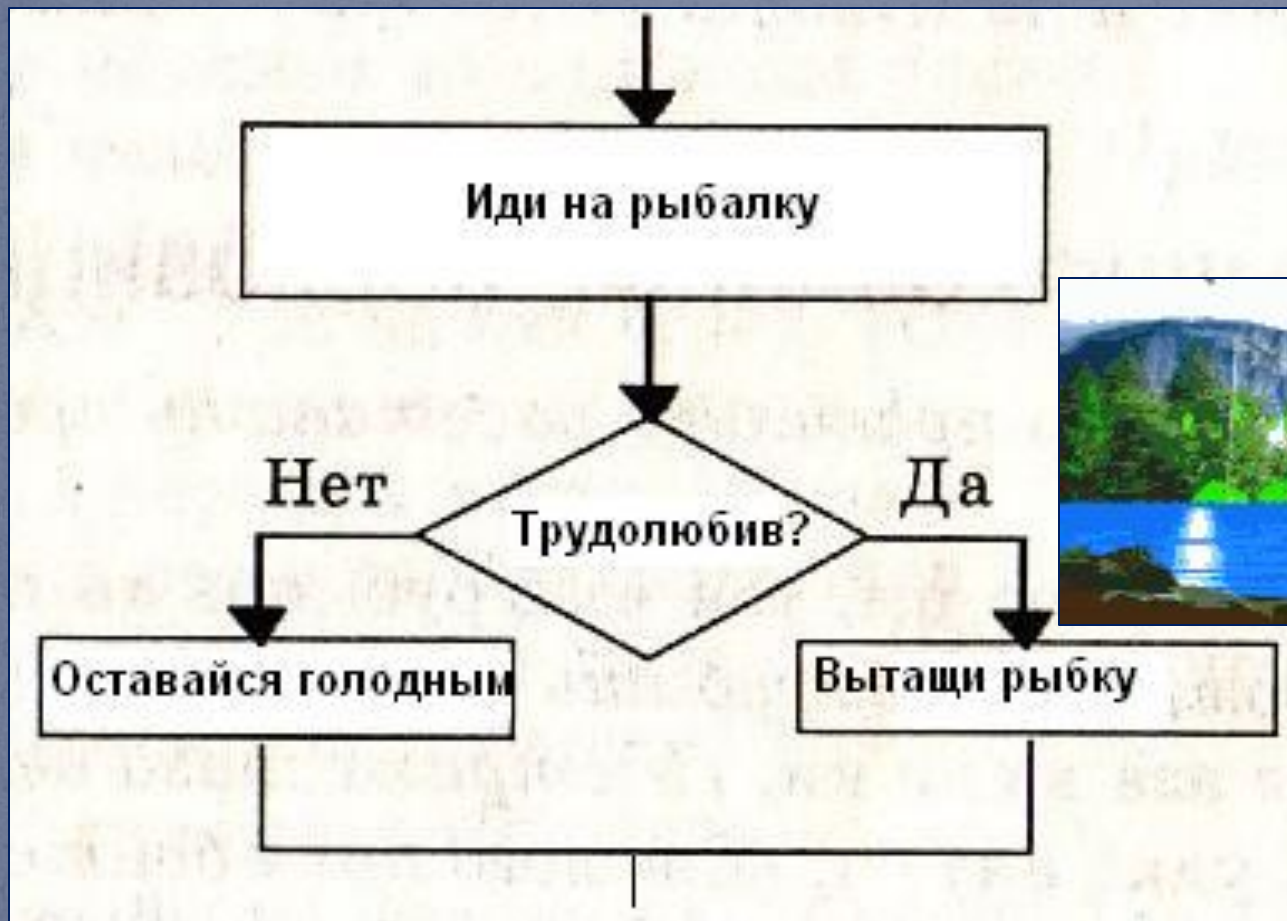 Иди на рыбалку
Нет
Да
Трудолюбив?
Оставайся голодным
Вытащи рыбку